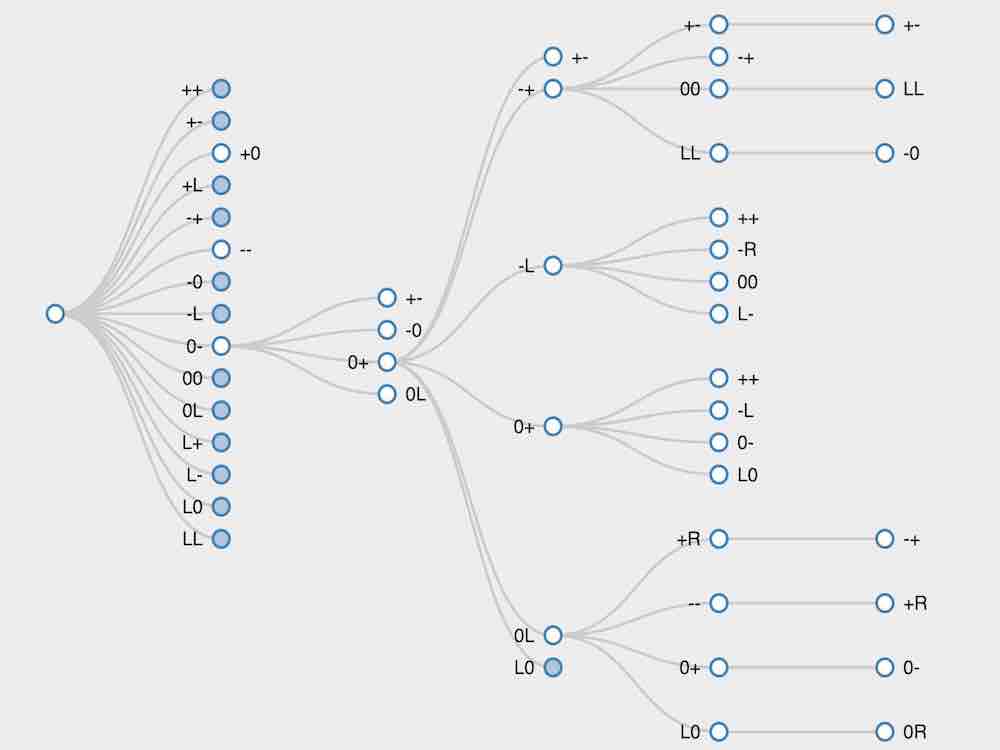 ++
+-
+0
+L
-+
--
-0
-L
0-
00
0L
L+
L-
L0
LL
+-
-0
0+
0L
+-
-+
-L
0+
0L
L0
+-
-+
00
LL
++
-R
00
L-
++
-L
0-
L0
+R
--
0+
L0
+-
LL
-0
-+
+R
0-
0R